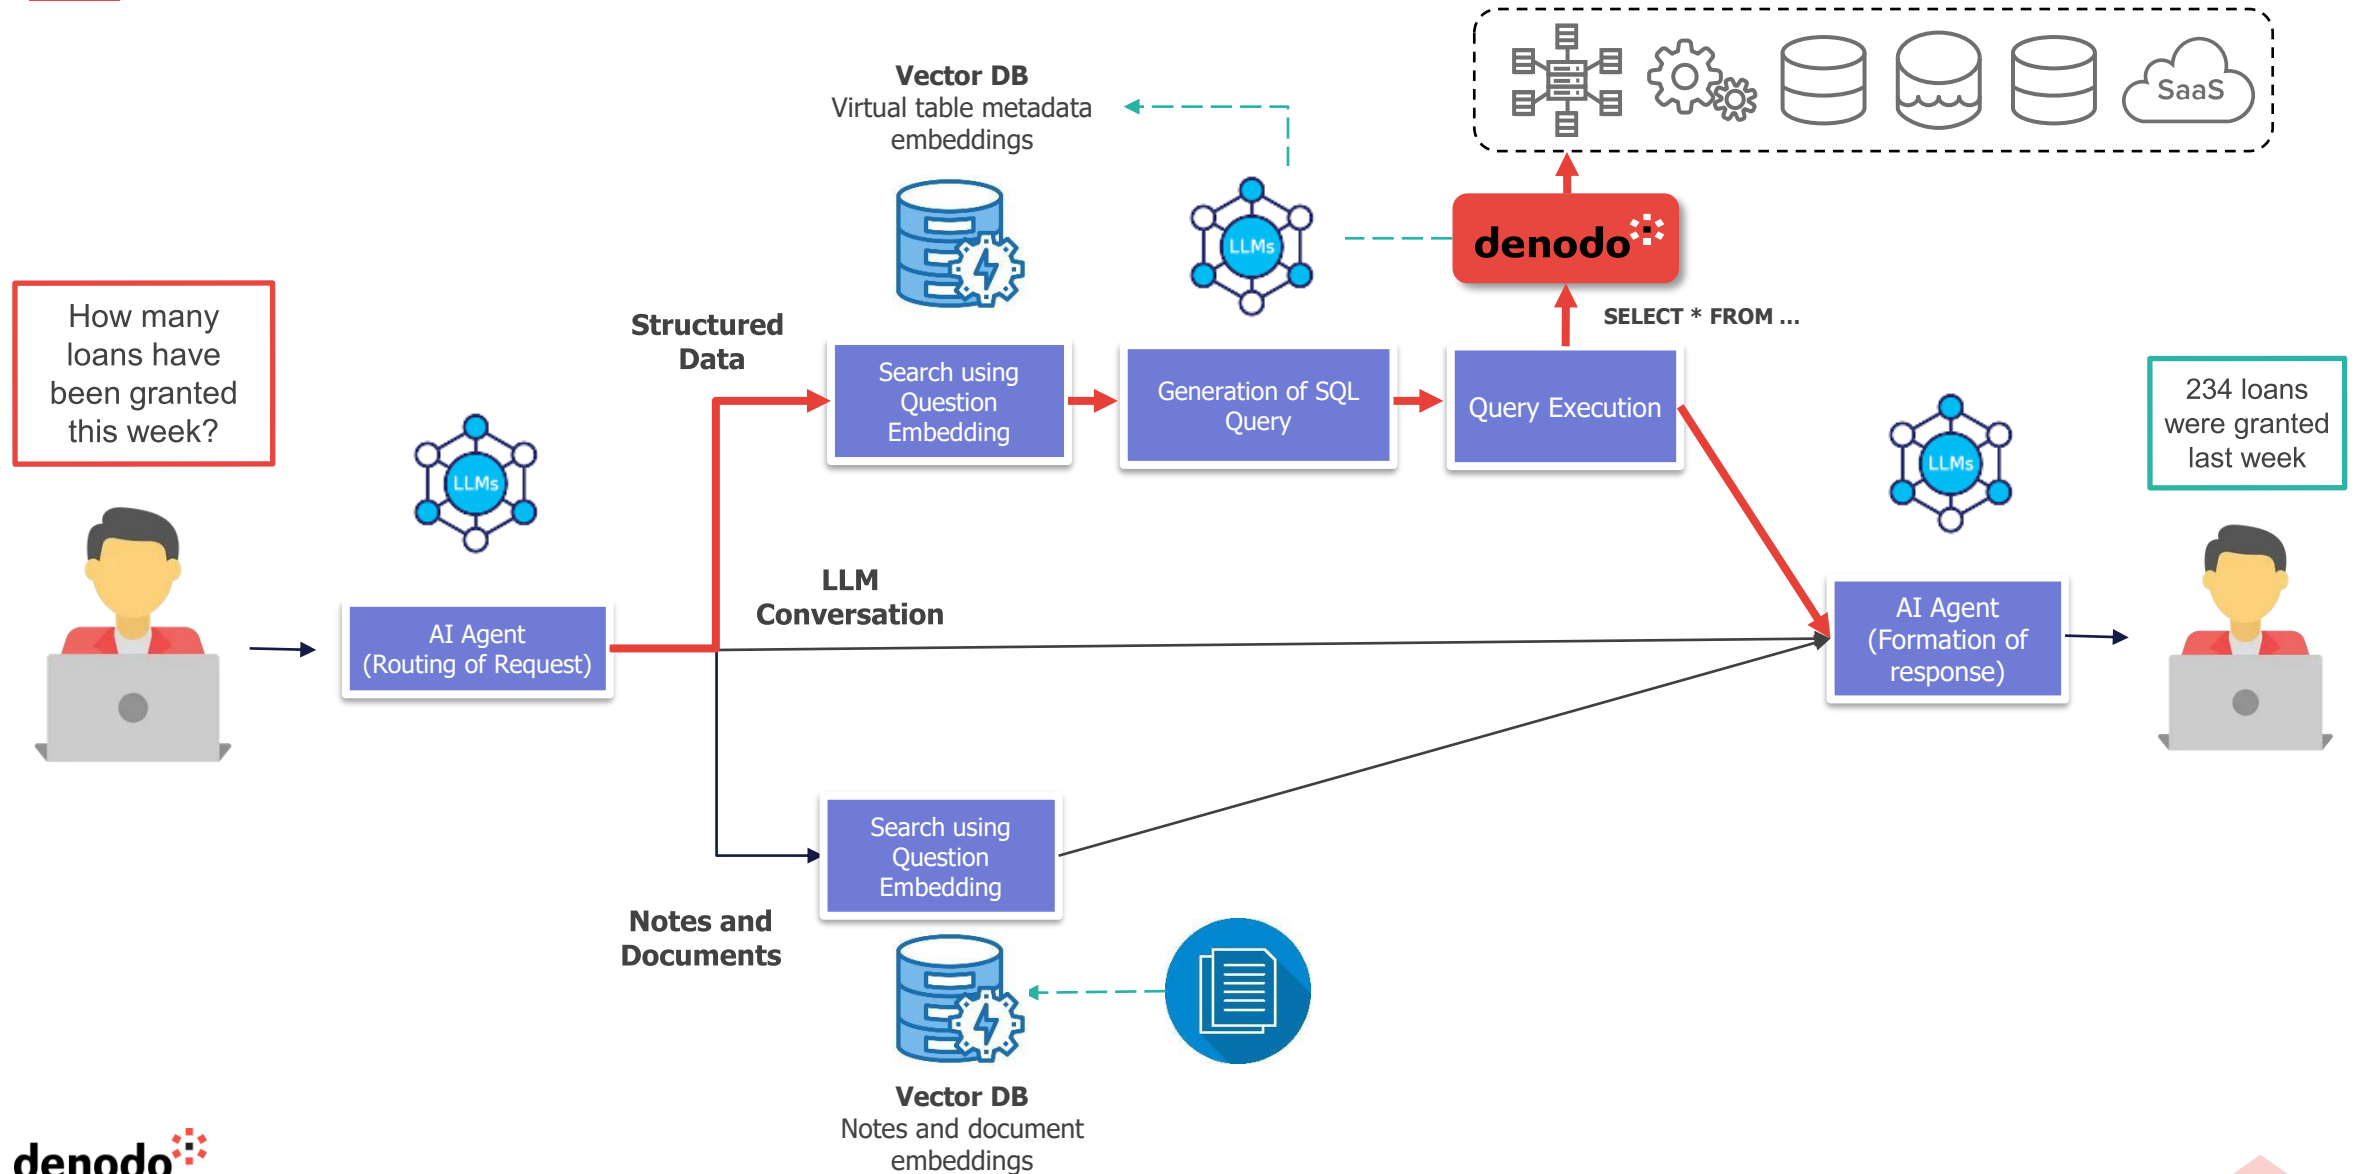 How many
loans have
been granted
this week?
LLMs
AI Agent
(Routing of Request)
Structured
Data
Vector DB
Virtual table metadata
embeddings
Search using
Question
Embedding
LLMs
Generation of SQL
Query
SaaS
denodo
SELECT * FROM ...
Query Execution
LLM
Conversation
Notes and
Documents
Search using
Question
Embedding
Vector DB
Notes and document
embeddings
LLMs
AI Agent
(Formation of
response)
234 loans
were granted
last week
denodo